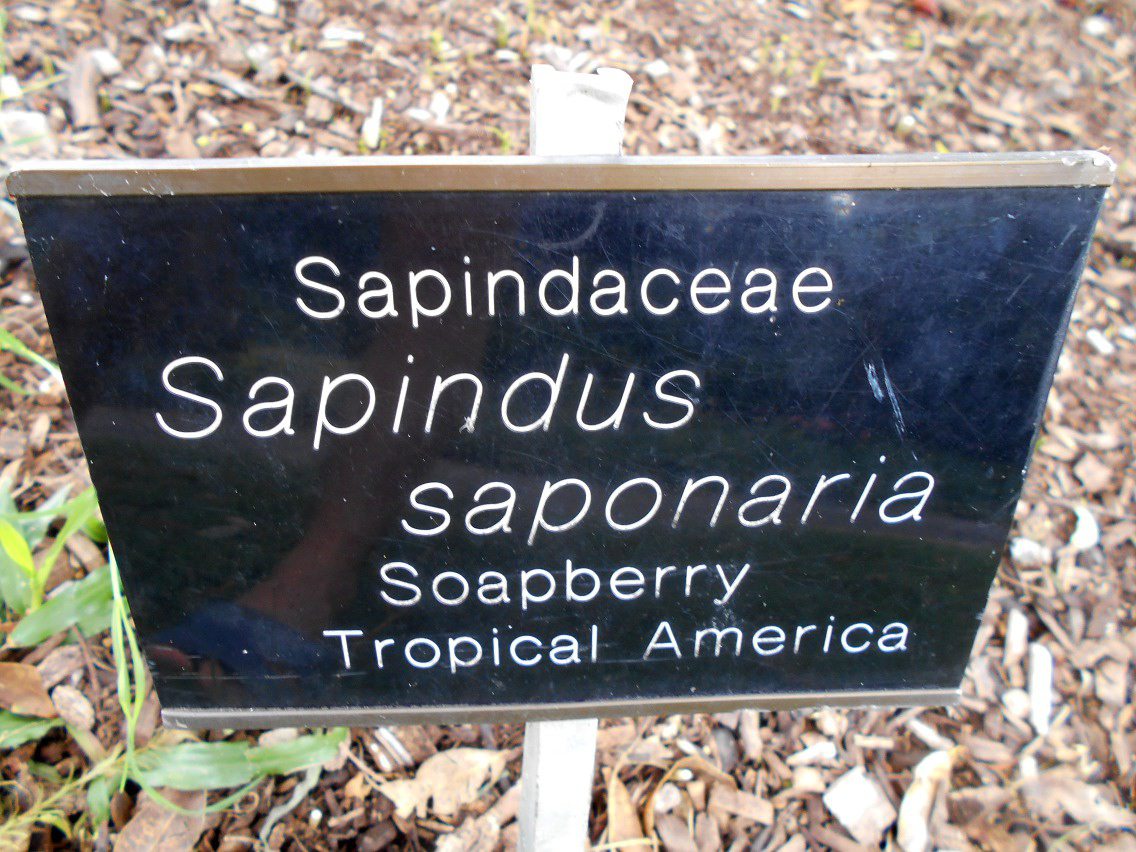 Sapindaceae
Sapindus
saponaria
Soapberry
Tropical America